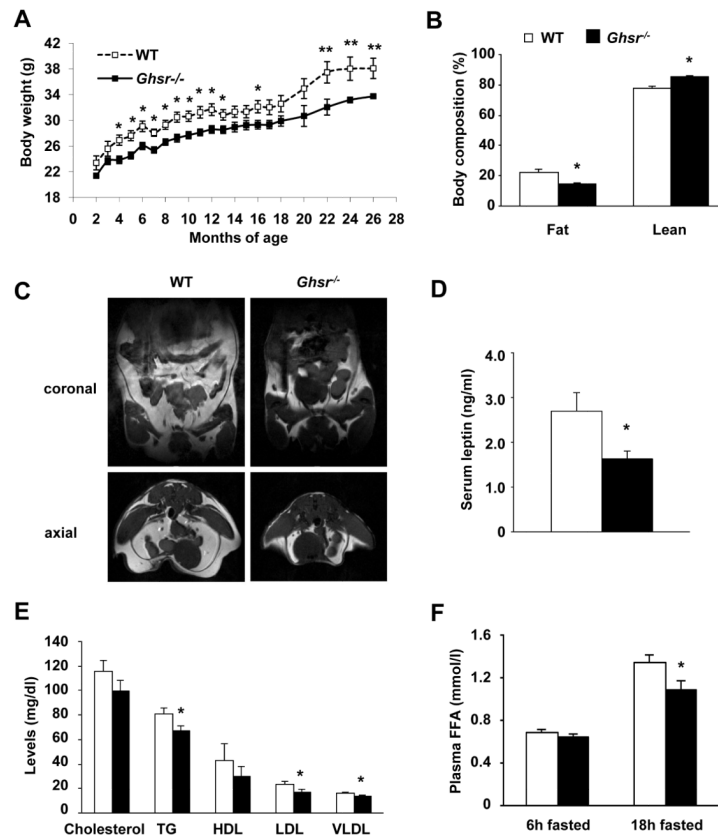 A
42
38
34
30
26
22
18
Body weight (g)
WT
Ghsr-/-
* * * * * * * * * * * ** ** **
0 2 4 6 8 10 12 14 16 18 20 22 24 26 28
Months of age
B
WT Ghsr-/-
100
80
60
40
20
0
Body composition (%)
*
*
Fat Lean
C
WT Ghsr-/-
coronal
axial
D
4.0
3.0
2.0
1.0
0
Serum leptin (ng/ml)
*
E
140
120
100
80
60
40
20
0
Levels (mg/dl)
*
*
*
Cholesterol TG HDL LDL VLDL
F
1.6
1.2
0.8
0.4
0
Plasma FFA (mmol/l)
*
6h fasted 18h fasted